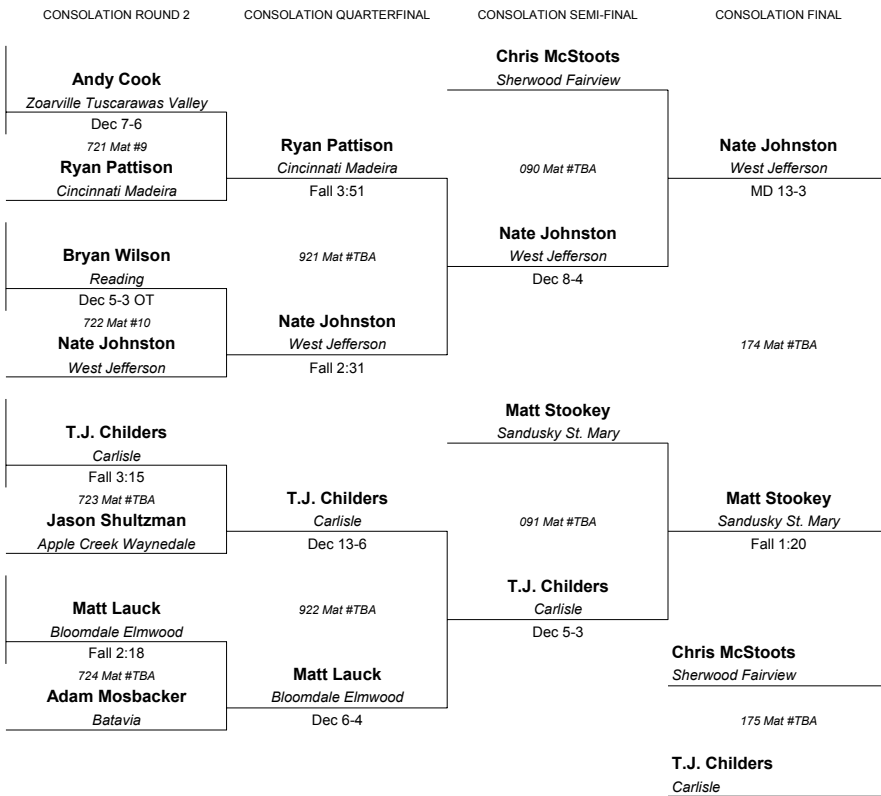 CONSOLATION ROUND 2
CONSOLATION QUARTERFINAL
CONSOLATION SEMI-FINAL
CONSOLATION FINAL
Andy Cook
Zoarville Tuscarawas Valley
Dec 7-6
721 Mat #9
Ryan Pattison
Cincinnati Madeira
Bryan Wilson
Reading
Dec 5-3 OT
722 Mat #10
Nate Johnston
West Jefferson
T.J. Childers
Carlisle
Fall 3:15
723 Mat #TBA
Jason Shultzman
Apple Creek Waynedale
Matt Lauck
Bloomdale Elmwood
Fall 2:18
724 Mat #TBA
Adam Mosbacker
Batavia
Ryan Pattison
Cincinnati Madeira
Fall 3:51
921 Mat #TBA
Nate Johnston
West Jefferson
Fall 2:31
T.J. Childers
Carlisle
Dec 13-6
922 Mat #TBA
Matt Lauck
Bloomdale Elmwood
Dec 6-4
Chris McStoots
Sherwood Fairview
090 Mat #TBA
Nate Johnston
West Jefferson
Dec 8-4
Matt Stookey
Sandusky St. Mary
091 Mat #TBA
T.J. Childers
Carlisle
Dec 5-3
Nate Johnston
West Jefferson
MD 13-3
174 Mat #TBA
Matt Stookey
Sandusky St. Mary
Fall 1:20
Chris McStoots
Sherwood Fairview
175 Mat #TBA
T.J. Childers
Carlisle